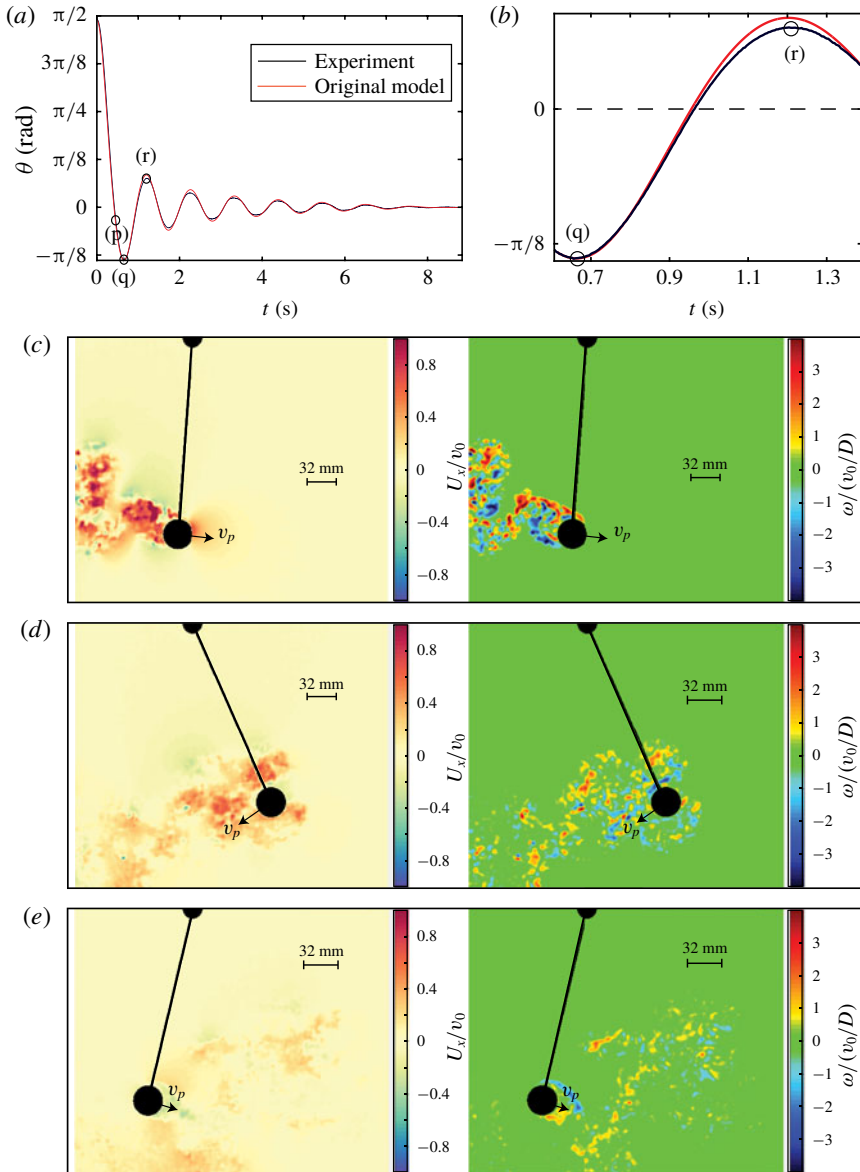 (a)
π/2
3π/8
π/4
π/8
0
−π/8
θ (rad)
Experiment
Original model
(r)
(p)
(q)
0 2 4 6 8
t (s)
(b)
0
−π/8
(q)
(r)
0.7 0.9 1.1 1.3
t (s)
(c)
32 mm
v_p
0.8
0.4
0
−0.4
−0.8
U_x/v_0
32 mm
v_p
3
2
1
0
−1
−2
−3
ω/(v_0/D)
(d)
32 mm
v_p
0.8
0.4
0
−0.4
−0.8
U_x/v_0
32 mm
v_p
3
2
1
0
−1
−2
−3
ω/(v_0/D)
(e)
32 mm
v_p
0.8
0.4
0
−0.4
−0.8
U_x/v_0
32 mm
v_p
3
2
1
0
−1
−2
−3
ω/(v_0/D)